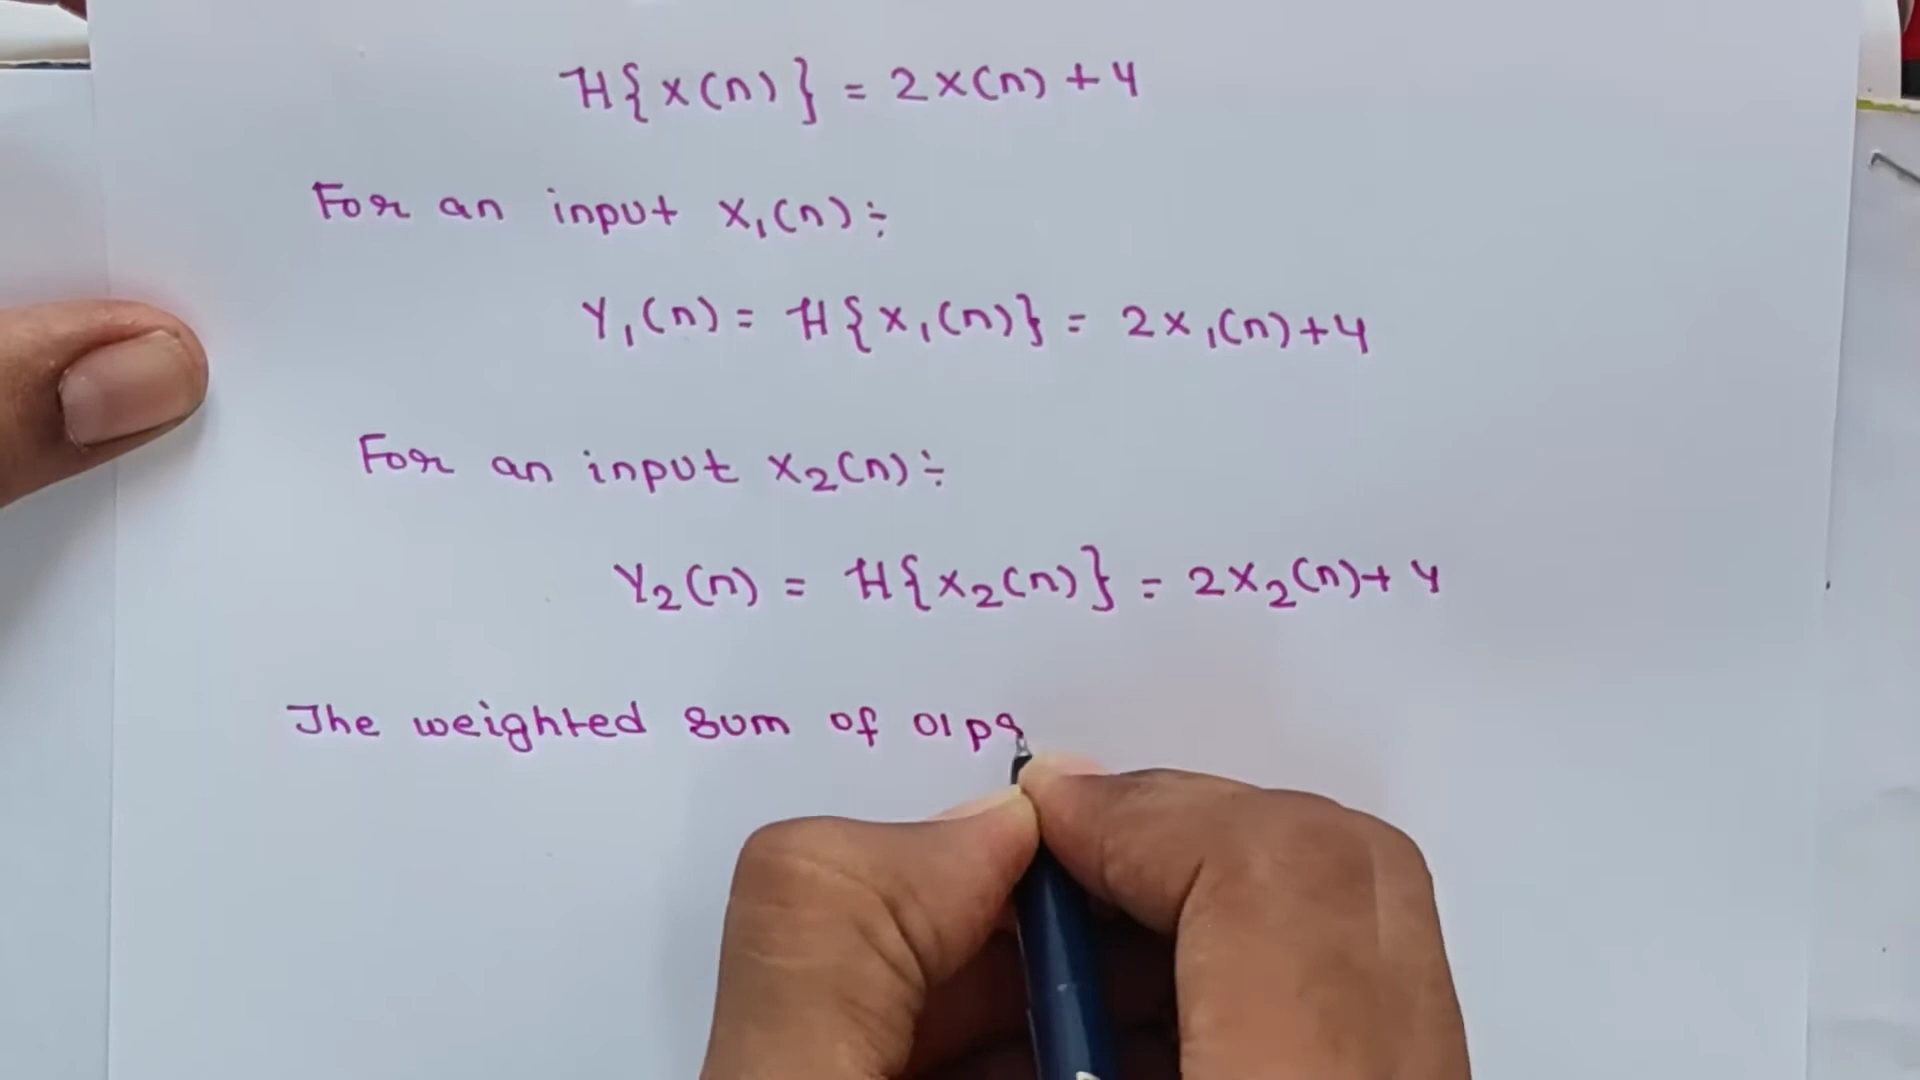 H{x(n)} = 2x(n) + 4
For an input x₁(n) ÷
Y₁(n) = H{x₁(n)} = 2x₁(n)+4
For an input x₂(n) ÷
Y₂(n) = H{x₂(n)} = 2x₂(n)+ 4
The weighted sum of o/ps